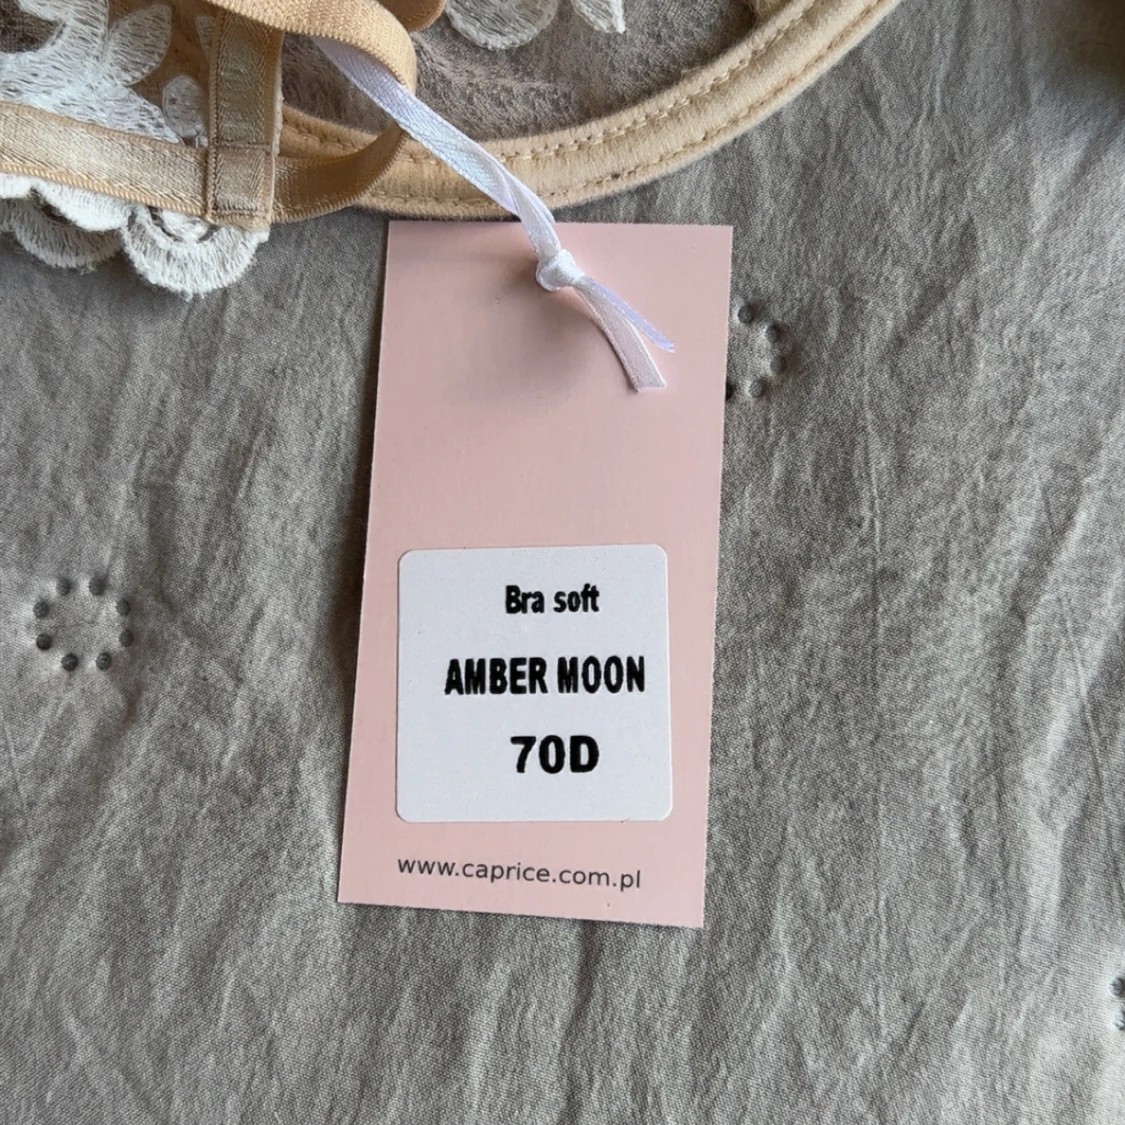 Bra soft
AMBER MOON
70D
www.caprice.com.pl